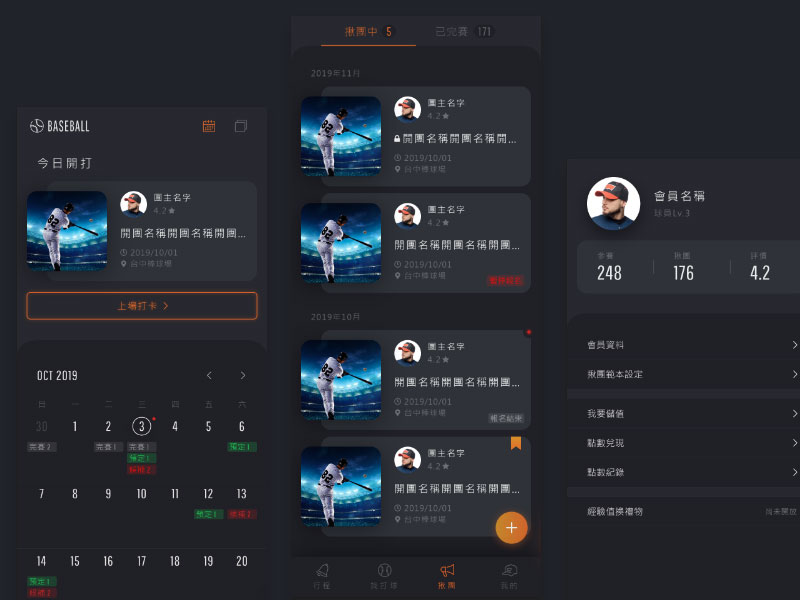 BASEBALL
今日開打
團主名字
4.2★
開團名稱開團名稱開團...
2019/10/01
台中棒球場
上場打卡 >
OCT 2019
日 一 二 三 四 五 六
30 1 2 3 4 5 6
完賽2 完賽1 完賽1 預定1
預定1
候補2
7 8 9 10 11 12 13
預定1 候補2
14 15 16 17 18 19 20
預定1
候補2
揪團中 5 已完賽 171
2019年11月
團主名字
4.2★
開團名稱開團名稱開...
2019/10/01
台中棒球場
團主名字
4.2★
開團名稱開團名稱開團...
2019/10/01
台中棒球場
2019年10月
團主名字
4.2★
開團名稱開團名稱開團...
2019/10/01
台中棒球場
報名結束
團主名字
4.2★
開團名稱開團名稱開團...
2019/10/01
台中棒球場
+
行程 找打球 揪團 我的
會員名稱
球員Lv.3
參賽 揪團 評價
248 176 4.2
會員資料
揪團範本設定
我要儲值
點數兌現
點數紀錄
經驗值換禮物 尚未開放